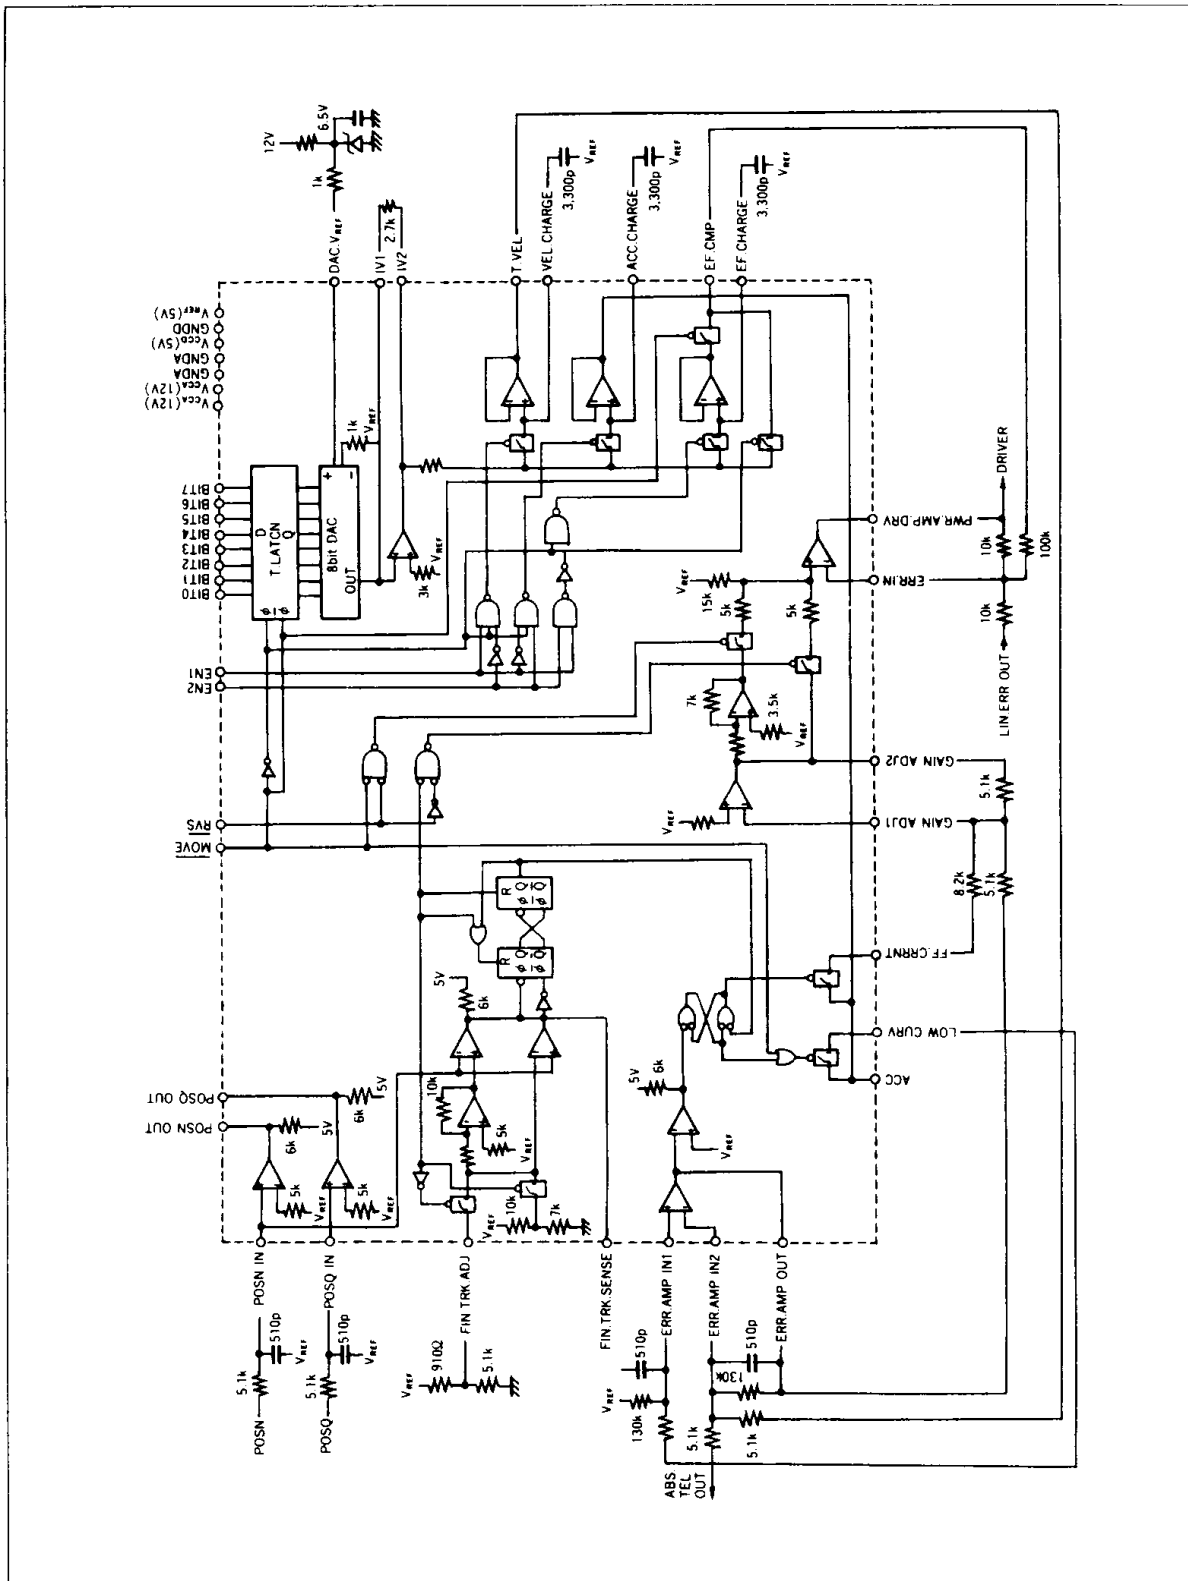 12V
6.5V
1k
DAC.VREF
IV1
2.7k
IV2
T.VEL
VEL.CHARGE
3,300p
VREF
ACC.CHARGE
3,300p
VREF
EF.CMP
EF.CHARGE
3,300p
VREF
VREF(5V)
GNDD
VCCD(5V)
GNDA
GNDA
VCCA(12V)
VCCA(12V)
BIT7
BIT6
BIT5
BIT4
BIT3
BIT2
BIT1
BIT0
D
T.LATCN
Q
φ
φ
+
8bit DAC
−
OUT
1k
VREF
3k
VREF
EN1
EN2
RVS
MOVE
POSQ OUT
POSN OUT
DRIVER
PWR.AMP.DRV
10k
100k
ERR.IN
10k
LIN.ERR OUT
VREF
15k
5k
5k
7k
3.5k
VREF
VREF
GAIN ADJ2
5.1k
GAIN ADJ1
8.2k
5.1k
FF.CRRNT
LOW CURV
ACC
R
Q
φ
Q
φ
R
Q
φ
Q
φ
5V
6k
10k
5k
VREF
5V
6k
VREF
6k
5V
6k
5V
5k
VREF
5k
VREF
VREF
10k
7k
POSN IN
POSQ IN
FIN.TRK.ADJ
FIN.TRK.SENSE
ERR.AMP IN1
ERR.AMP IN2
ERR.AMP OUT
510p
VREF
5.1k
POSN
510p
VREF
5.1k
POSQ
VREF
910Ω
5.1k
510p
VREF
130k
510p
130k
5.1k
5.1k
ABS.
TEL
OUT